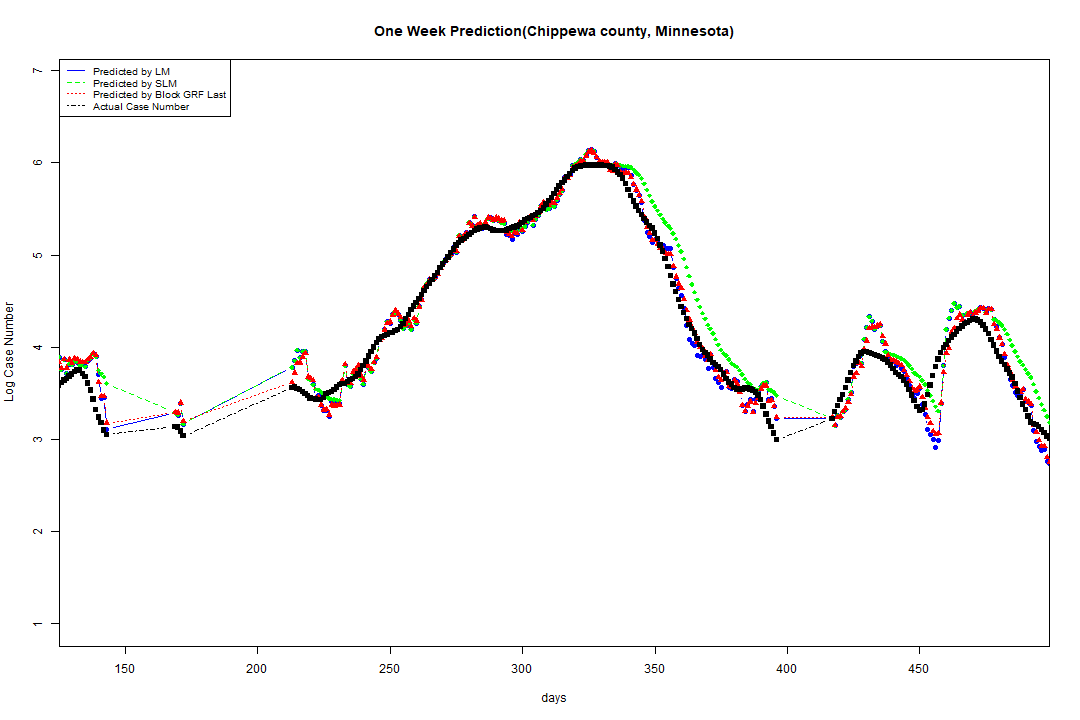 One Week Prediction(Chippewa county, Minnesota)
Predicted by LM
Predicted by SLM
Predicted by Block GRF Last
Actual Case Number
7
6
5
4
3
2
1
Log Case Number
150 200 250 300 350 400 450
days